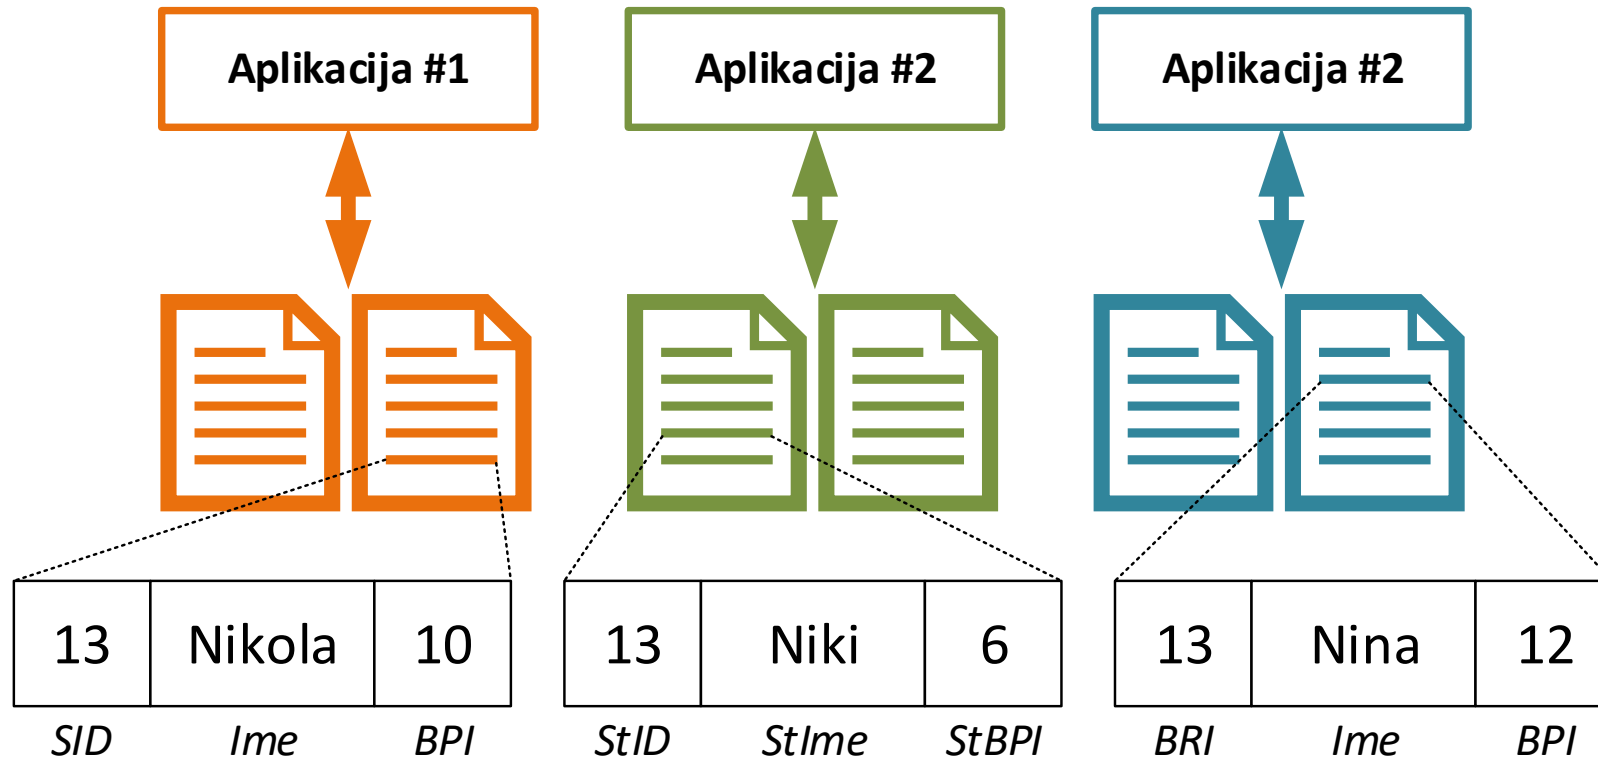 Aplikacija #1 Aplikacija #2 Aplikacija #2
13 Nikola 10 13 Niki 6 13 Nina 12
SID Ime BPI StID StIme StBPI BRI Ime BPI